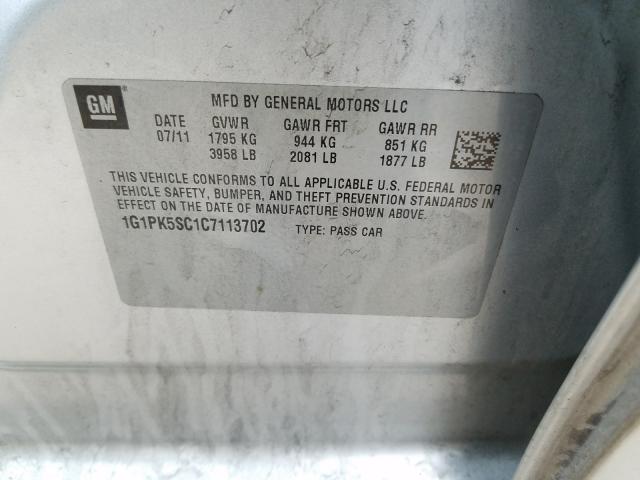 GM
MFD BY GENERAL MOTORS LLC
DATE GVWR GAWR FRT GAWR RR
07/11 1795 KG 944 KG 851 KG
3958 LB 2081 LB 1877 LB
THIS VEHICLE CONFORMS TO ALL APPLICABLE U.S. FEDERAL MOTOR
VEHICLE SAFETY, BUMPER, AND THEFT PREVENTION STANDARDS IN
EFFECT ON THE DATE OF MANUFACTURE SHOWN ABOVE.
1G1PK5SC1C7113702 TYPE: PASS CAR